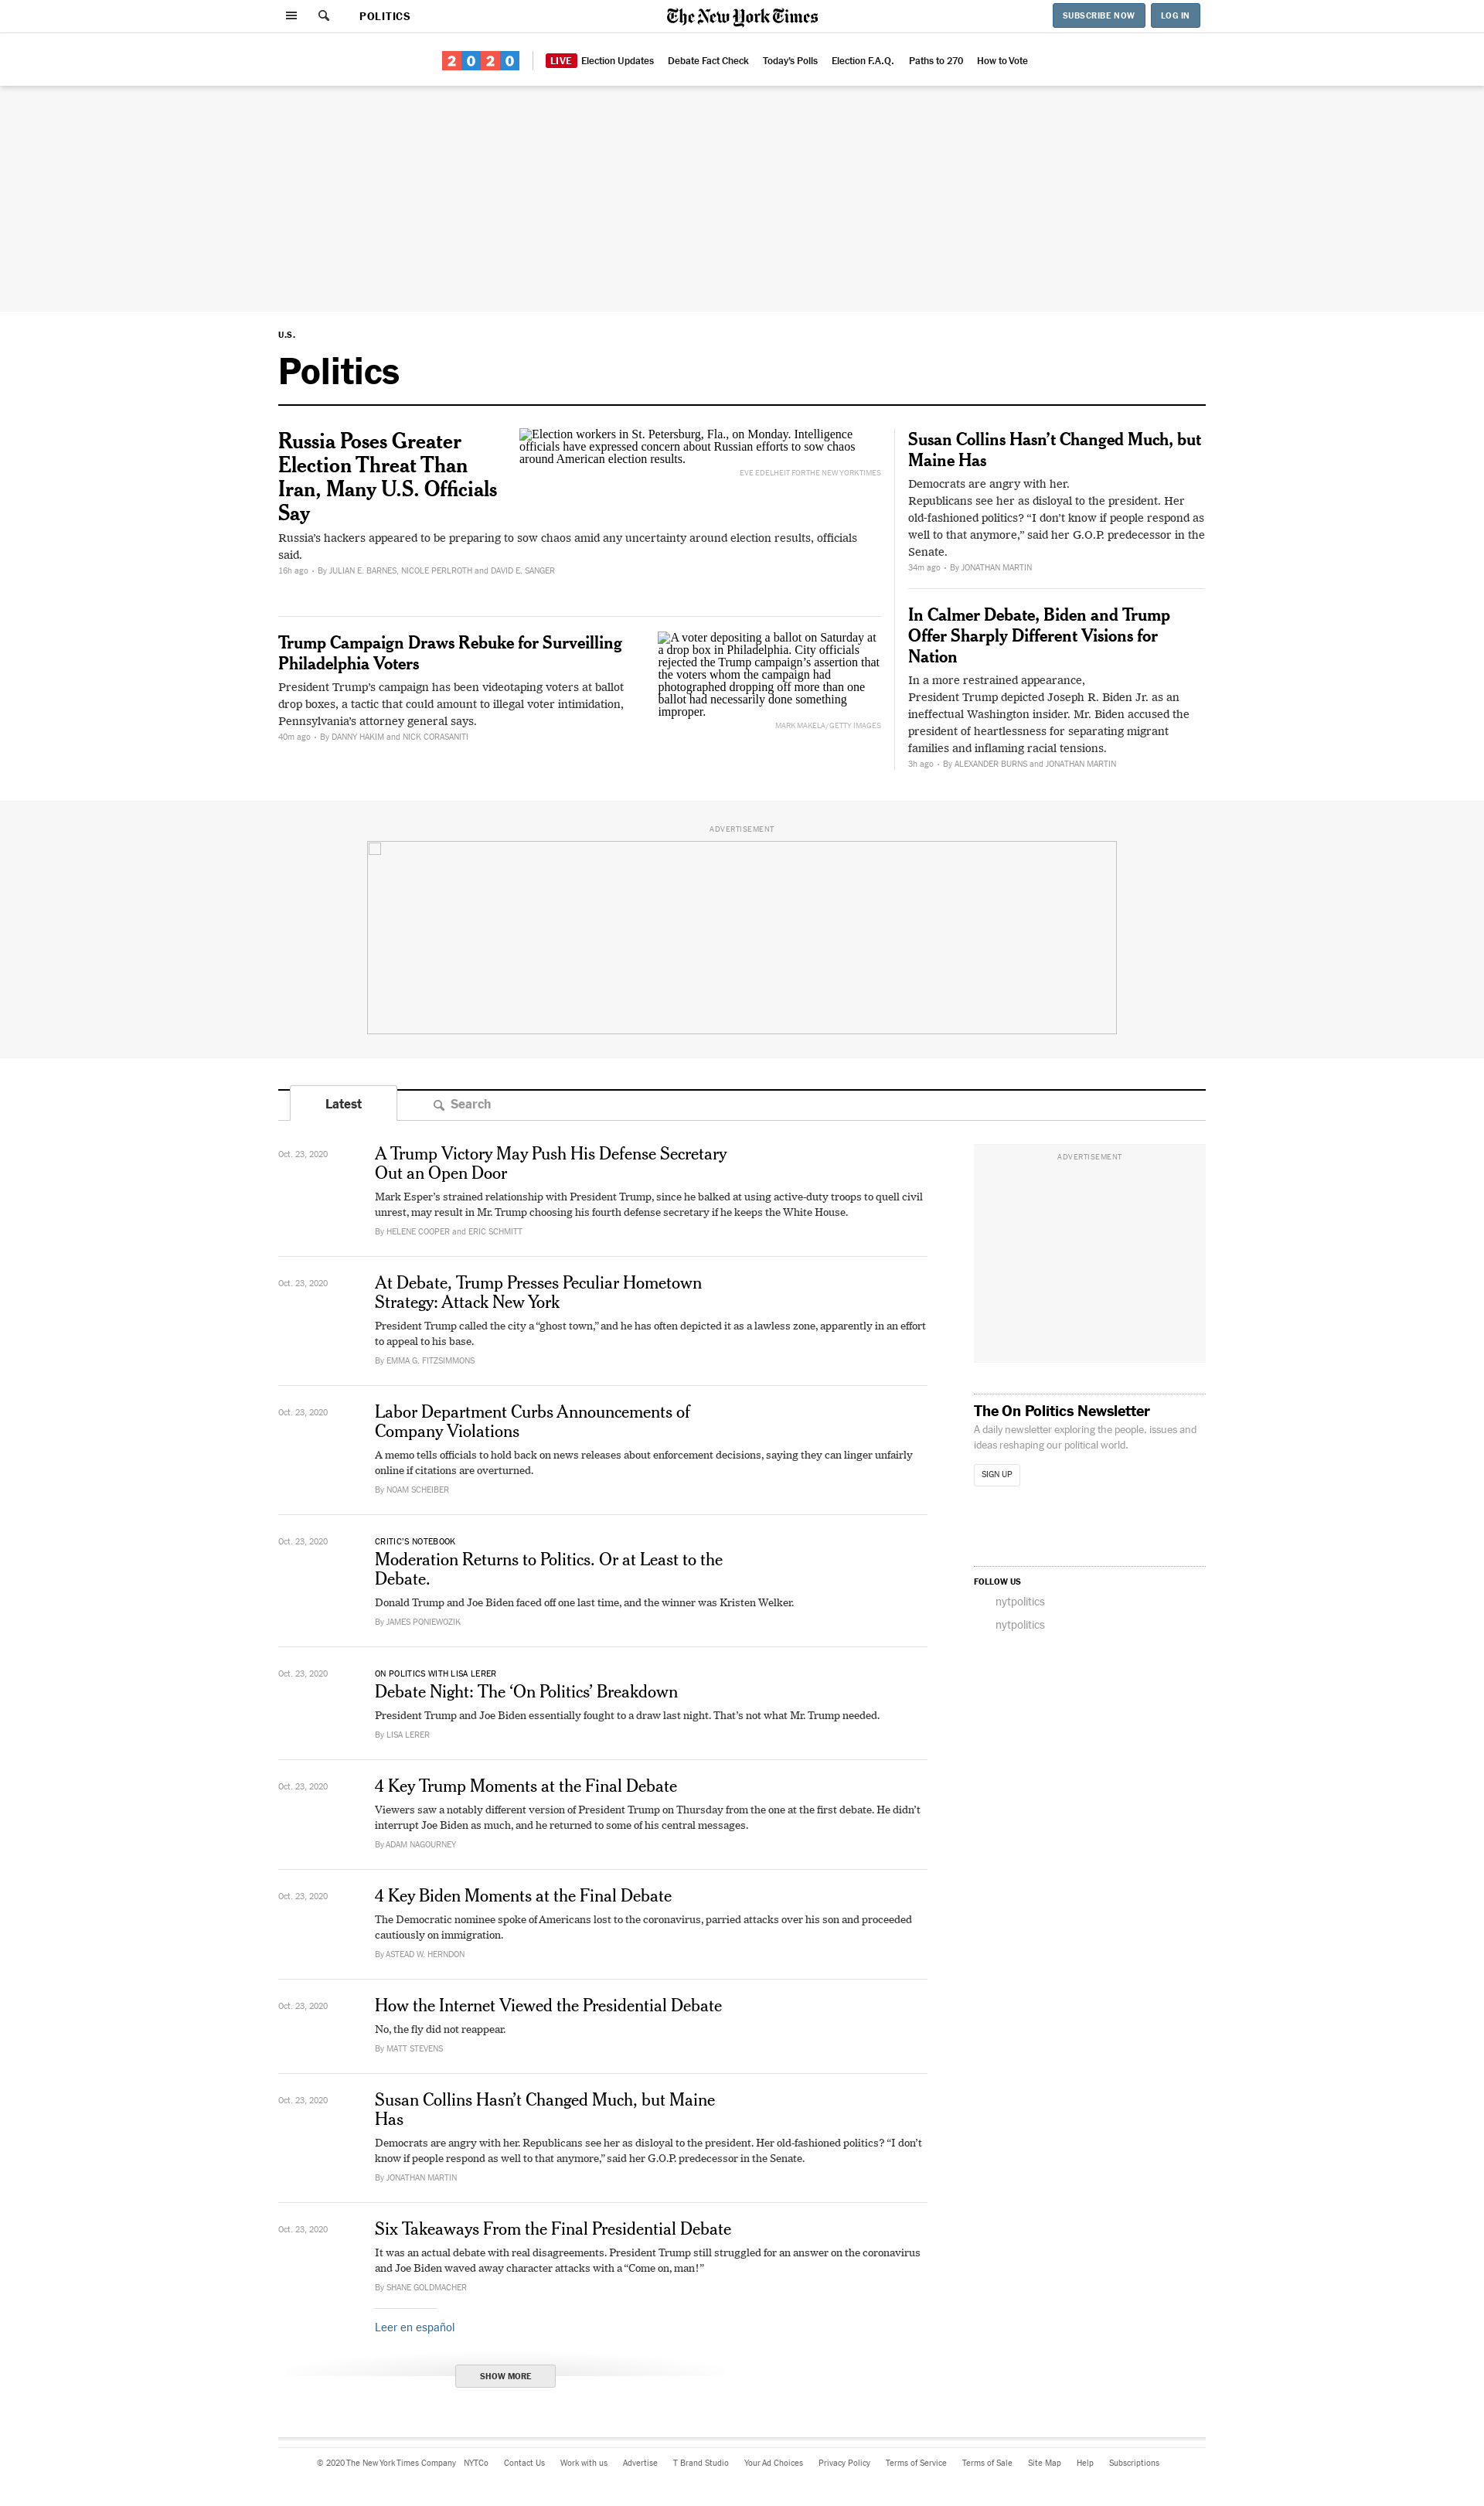 POLITICS
The New York Times
SUBSCRIBE NOW
LOG IN
2020
LIVE Election Updates
Debate Fact Check
Today's Polls
Election F.A.Q.
Paths to 270
How to Vote
U.S.
Politics
Russia Poses Greater
Election Threat Than
Iran, Many U.S. Officials
Say
Election workers in St. Petersburg, Fla., on Monday. Intelligence
officials have expressed concern about Russian efforts to sow chaos
around American election results.
EVE EDELHEIT FOR THE NEW YORK TIMES
Russia's hackers appeared to be preparing to sow chaos amid any uncertainty around election results, officials
said.
16h ago • By JULIAN E. BARNES, NICOLE PERLROTH and DAVID E. SANGER
Trump Campaign Draws Rebuke for Surveilling
Philadelphia Voters
President Trump's campaign has been videotaping voters at ballot
drop boxes, a tactic that could amount to illegal voter intimidation,
Pennsylvania's attorney general says.
40m ago • By DANNY HAKIM and NICK CORASANITI
A voter depositing a ballot on Saturday at
a drop box in Philadelphia. City officials
rejected the Trump campaign's assertion that
the voters whom the campaign had
photographed dropping off more than one
ballot had necessarily done something
improper.
MARK MAKELA/GETTY IMAGES
Susan Collins Hasn't Changed Much, but
Maine Has
Democrats are angry with her.
Republicans see her as disloyal to the president. Her
old-fashioned politics? “I don't know if people respond as
well to that anymore,” said her G.O.P. predecessor in the
Senate.
34m ago • By JONATHAN MARTIN
In Calmer Debate, Biden and Trump
Offer Sharply Different Visions for
Nation
In a more restrained appearance,
President Trump depicted Joseph R. Biden Jr. as an
ineffectual Washington insider. Mr. Biden accused the
president of heartlessness for separating migrant
families and inflaming racial tensions.
3h ago • By ALEXANDER BURNS and JONATHAN MARTIN
ADVERTISEMENT
Latest
Search
Oct. 23, 2020
A Trump Victory May Push His Defense Secretary
Out an Open Door
Mark Esper's strained relationship with President Trump, since he balked at using active-duty troops to quell civil
unrest, may result in Mr. Trump choosing his fourth defense secretary if he keeps the White House.
By HELENE COOPER and ERIC SCHMITT
Oct. 23, 2020
At Debate, Trump Presses Peculiar Hometown
Strategy: Attack New York
President Trump called the city a “ghost town,” and he has often depicted it as a lawless zone, apparently in an effort
to appeal to his base.
By EMMA G. FITZSIMMONS
Oct. 23, 2020
Labor Department Curbs Announcements of
Company Violations
A memo tells officials to hold back on news releases about enforcement decisions, saying they can linger unfairly
online if citations are overturned.
By NOAM SCHEIBER
Oct. 23, 2020
CRITIC'S NOTEBOOK
Moderation Returns to Politics. Or at Least to the
Debate.
Donald Trump and Joe Biden faced off one last time, and the winner was Kristen Welker.
By JAMES PONIEWOZIK
Oct. 23, 2020
ON POLITICS WITH LISA LERER
Debate Night: The ‘On Politics’ Breakdown
President Trump and Joe Biden essentially fought to a draw last night. That's not what Mr. Trump needed.
By LISA LERER
Oct. 23, 2020
4 Key Trump Moments at the Final Debate
Viewers saw a notably different version of President Trump on Thursday from the one at the first debate. He didn't
interrupt Joe Biden as much, and he returned to some of his central messages.
By ADAM NAGOURNEY
Oct. 23, 2020
4 Key Biden Moments at the Final Debate
The Democratic nominee spoke of Americans lost to the coronavirus, parried attacks over his son and proceeded
cautiously on immigration.
By ASTEAD W. HERNDON
Oct. 23, 2020
How the Internet Viewed the Presidential Debate
No, the fly did not reappear.
By MATT STEVENS
Oct. 23, 2020
Susan Collins Hasn't Changed Much, but Maine
Has
Democrats are angry with her. Republicans see her as disloyal to the president. Her old-fashioned politics? “I don't
know if people respond as well to that anymore,” said her G.O.P. predecessor in the Senate.
By JONATHAN MARTIN
Oct. 23, 2020
Six Takeaways From the Final Presidential Debate
It was an actual debate with real disagreements. President Trump still struggled for an answer on the coronavirus
and Joe Biden waved away character attacks with a “Come on, man!”
By SHANE GOLDMACHER
Leer en español
SHOW MORE
ADVERTISEMENT
The On Politics Newsletter
A daily newsletter exploring the people, issues and
ideas reshaping our political world.
SIGN UP
FOLLOW US
nytpolitics
nytpolitics
© 2020 The New York Times Company
NYTCo
Contact Us
Work with us
Advertise
T Brand Studio
Your Ad Choices
Privacy Policy
Terms of Service
Terms of Sale
Site Map
Help
Subscriptions